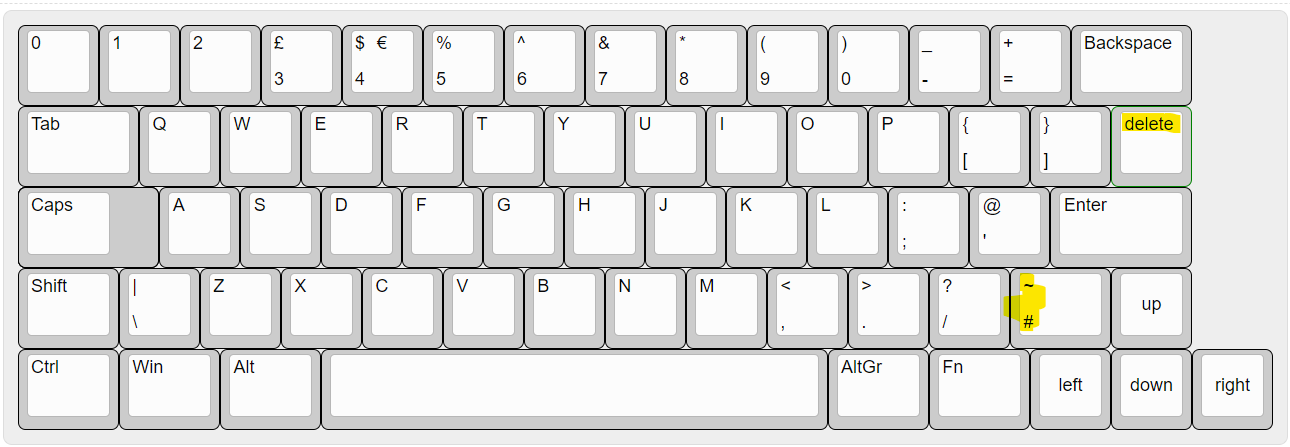 0 1 2 £ $ € % ^ & * ( ) _ + Backspace
3 4 5 6 7 8 9 0 - =
Tab Q W E R T Y U I O P { } delete
[ ]
Caps A S D F G H J K L : @ Enter
; '
Shift | Z X C V B N M < > ? ~ up
\ , . / #
Ctrl Win Alt AltGr Fn left down right